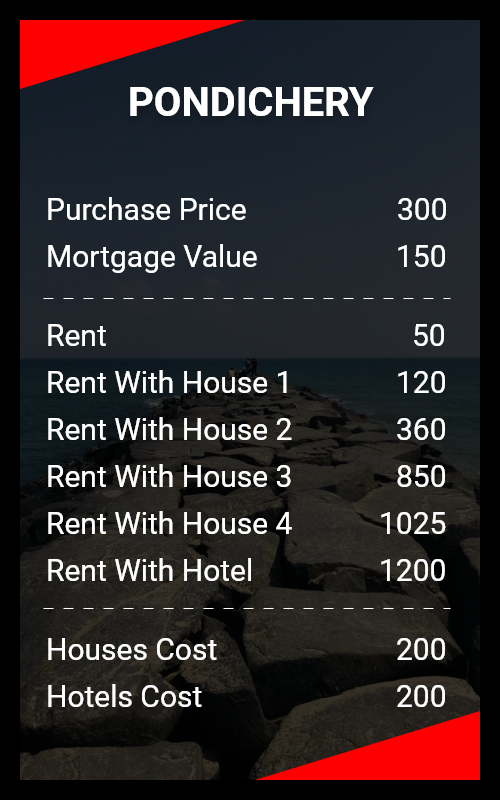 PONDICHERY
Purchase Price 300
Mortgage Value 150
Rent 50
Rent With House 1 120
Rent With House 2 360
Rent With House 3 850
Rent With House 4 1025
Rent With Hotel 1200
Houses Cost 200
Hotels Cost 200